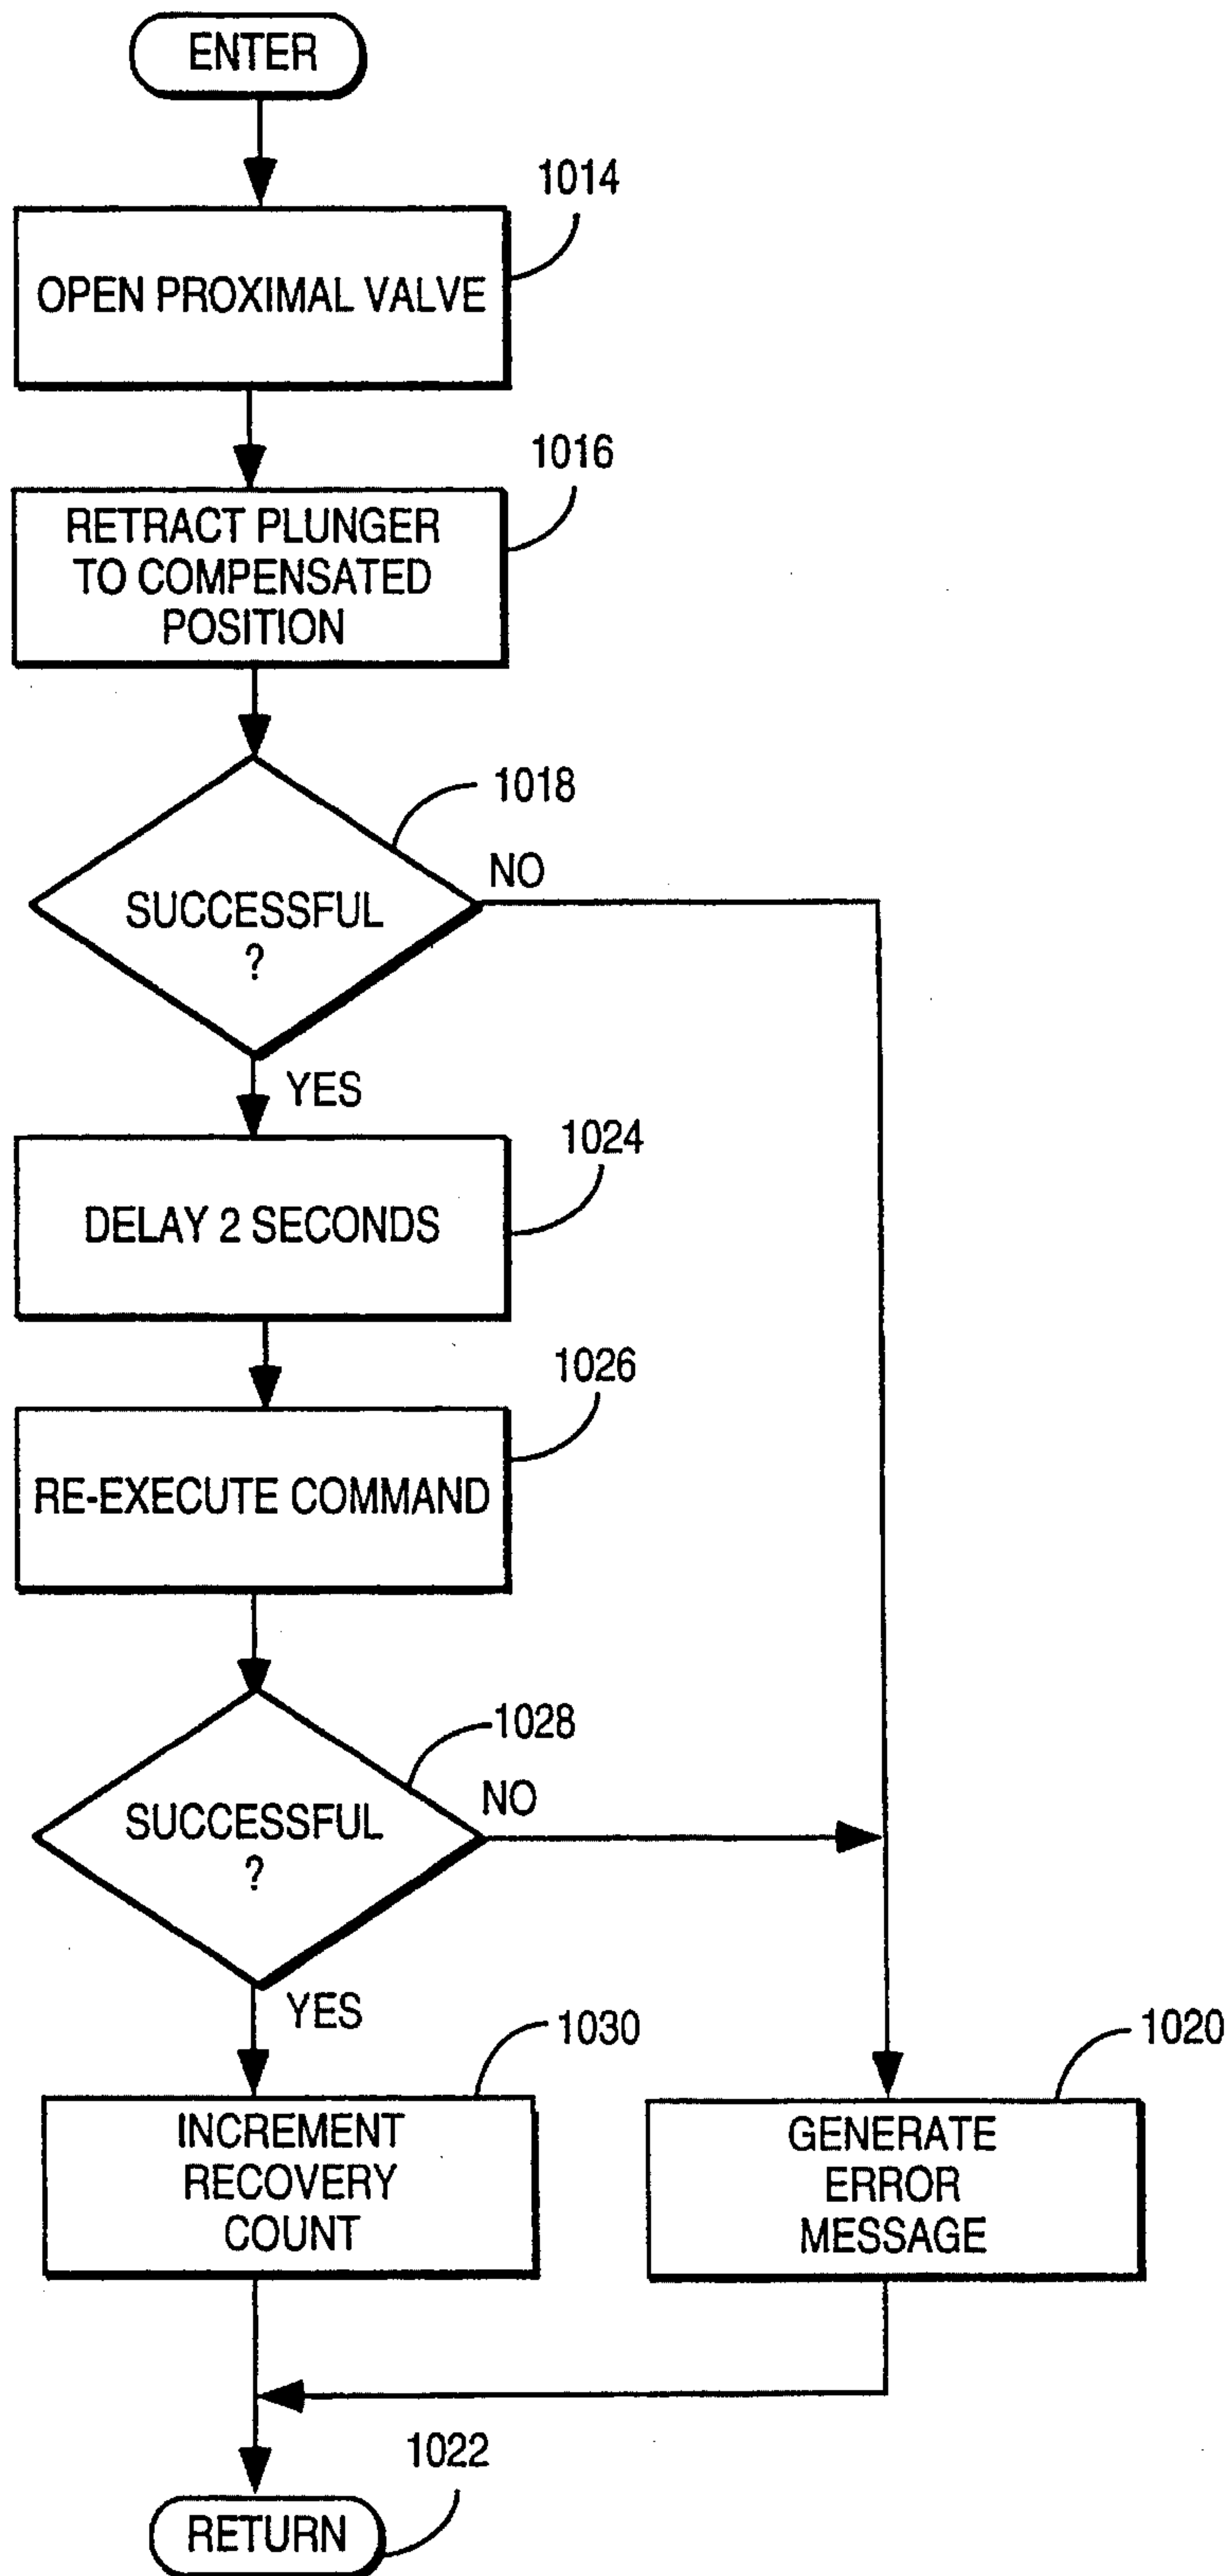 ENTER
1014
OPEN PROXIMAL VALVE
1016
RETRACT PLUNGER
TO COMPENSATED
POSITION
1018
NO
SUCCESSFUL
?
YES
1024
DELAY 2 SECONDS
1026
RE-EXECUTE COMMAND
1028
NO
SUCCESSFUL
?
YES
1030
INCREMENT
RECOVERY
COUNT
1020
GENERATE
ERROR
MESSAGE
1022
RETURN